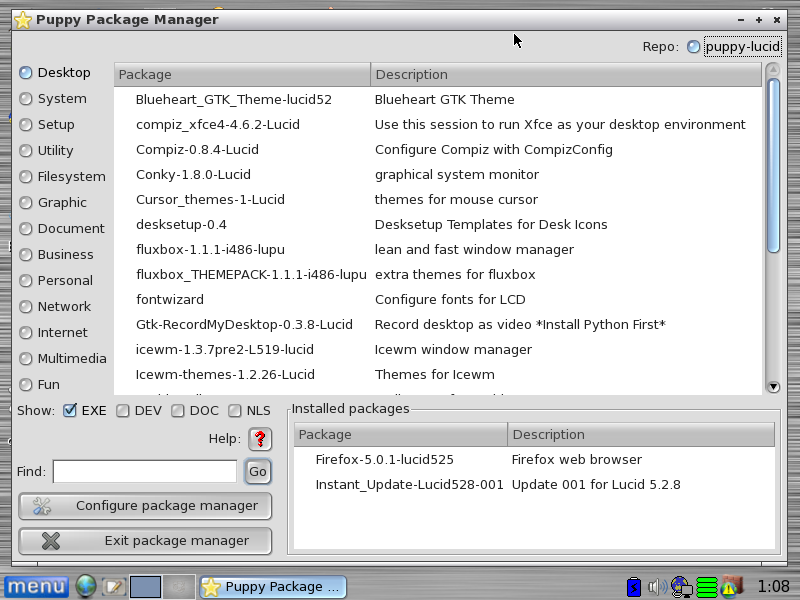 Puppy Package Manager
Repo: puppy-lucid
Desktop
System
Setup
Utility
Filesystem
Graphic
Document
Business
Personal
Network
Internet
Multimedia
Fun
Package Description
Blueheart_GTK_Theme-lucid52 Blueheart GTK Theme
compiz_xfce4-4.6.2-Lucid Use this session to run Xfce as your desktop environment
Compiz-0.8.4-Lucid Configure Compiz with CompizConfig
Conky-1.8.0-Lucid graphical system monitor
Cursor_themes-1-Lucid themes for mouse cursor
desksetup-0.4 Desksetup Templates for Desk Icons
fluxbox-1.1.1-i486-lupu lean and fast window manager
fluxbox_THEMEPACK-1.1.1-i486-lupu extra themes for fluxbox
fontwizard Configure fonts for LCD
Gtk-RecordMyDesktop-0.3.8-Lucid Record desktop as video *Install Python First*
icewm-1.3.7pre2-L519-lucid Icewm window manager
Icewm-themes-1.2.26-Lucid Themes for Icewm
Show: EXE DEV DOC NLS
Help: ?
Find: Go
Configure package manager
Exit package manager
Installed packages
Package Description
Firefox-5.0.1-lucid525 Firefox web browser
Instant_Update-Lucid528-001 Update 001 for Lucid 5.2.8
menu Puppy Package ... 1:08